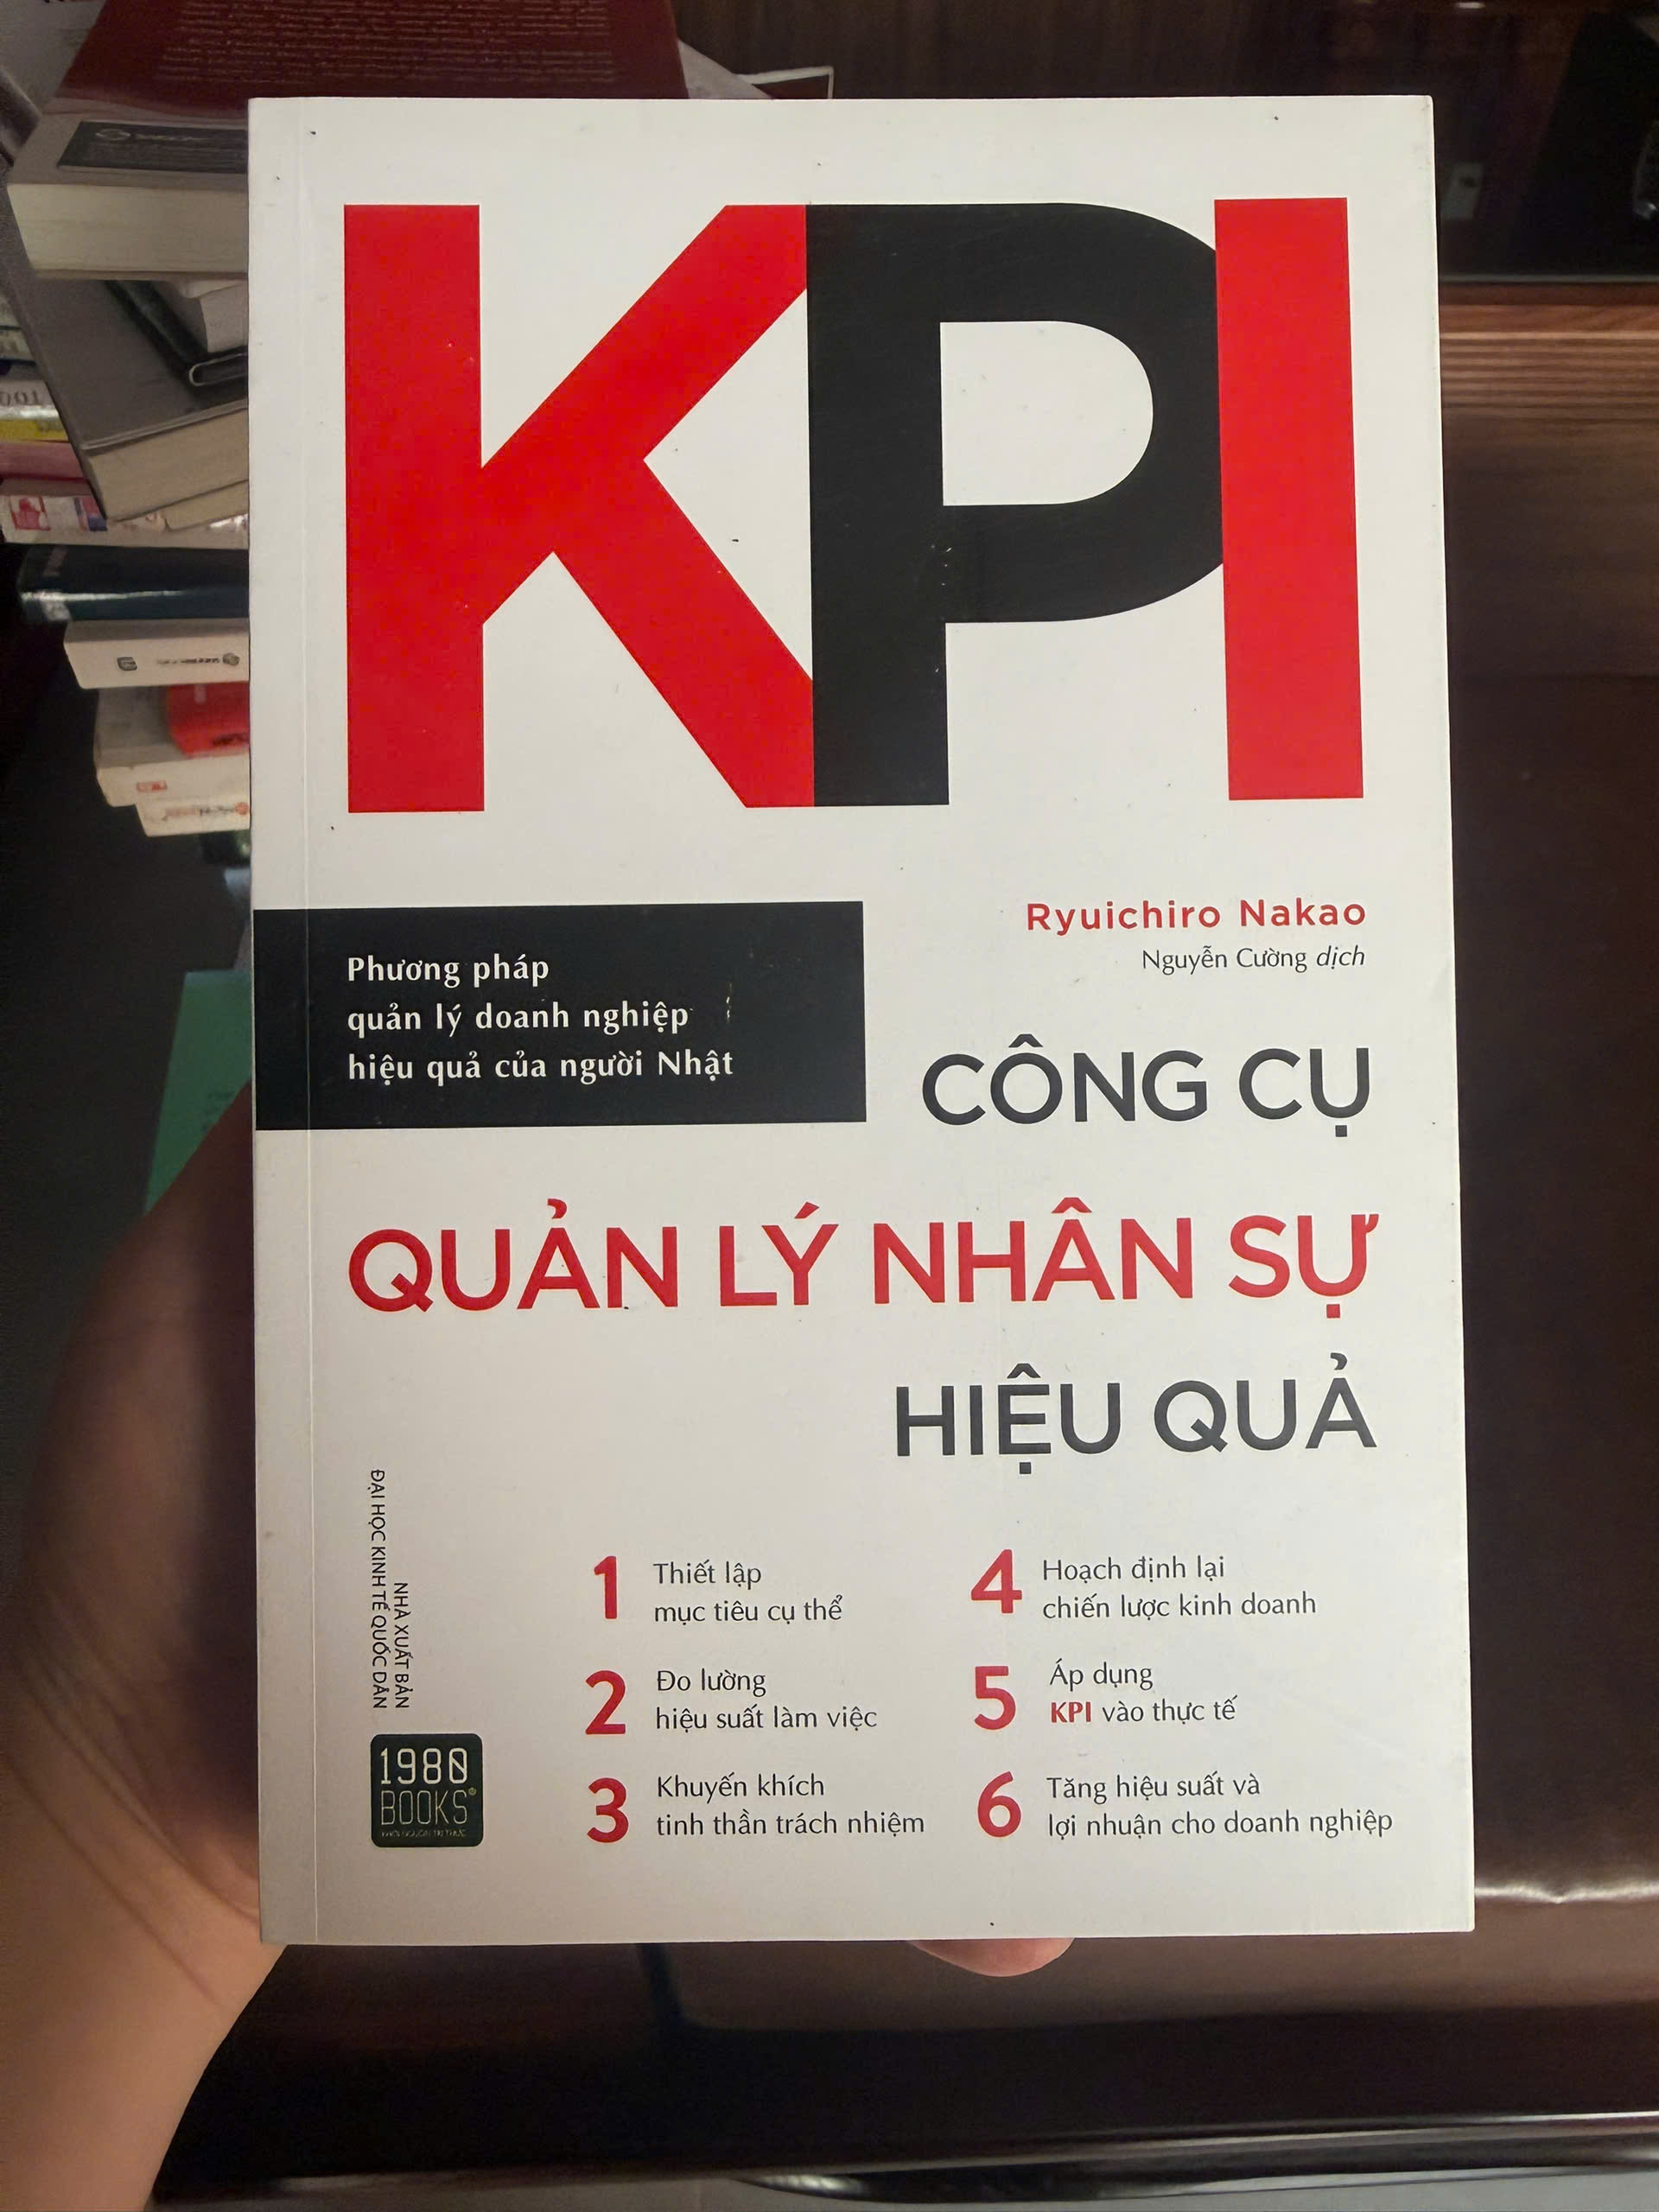 KPI
Ryuichiro Nakao
Nguyễn Cường dịch
Phương pháp
quản lý doanh nghiệp
hiệu quả của người Nhật
CÔNG CỤ
QUẢN LÝ NHÂN SỰ
HIỆU QUẢ
NHÀ XUẤT BẢN
ĐẠI HỌC KINH TẾ QUỐC DÂN
1980
BOOKS®
1 Thiết lập
mục tiêu cụ thể
2 Đo lường
hiệu suất làm việc
3 Khuyến khích
tinh thần trách nhiệm
4 Hoạch định lại
chiến lược kinh doanh
5 Áp dụng
KPI vào thực tế
6 Tăng hiệu suất và
lợi nhuận cho doanh nghiệp